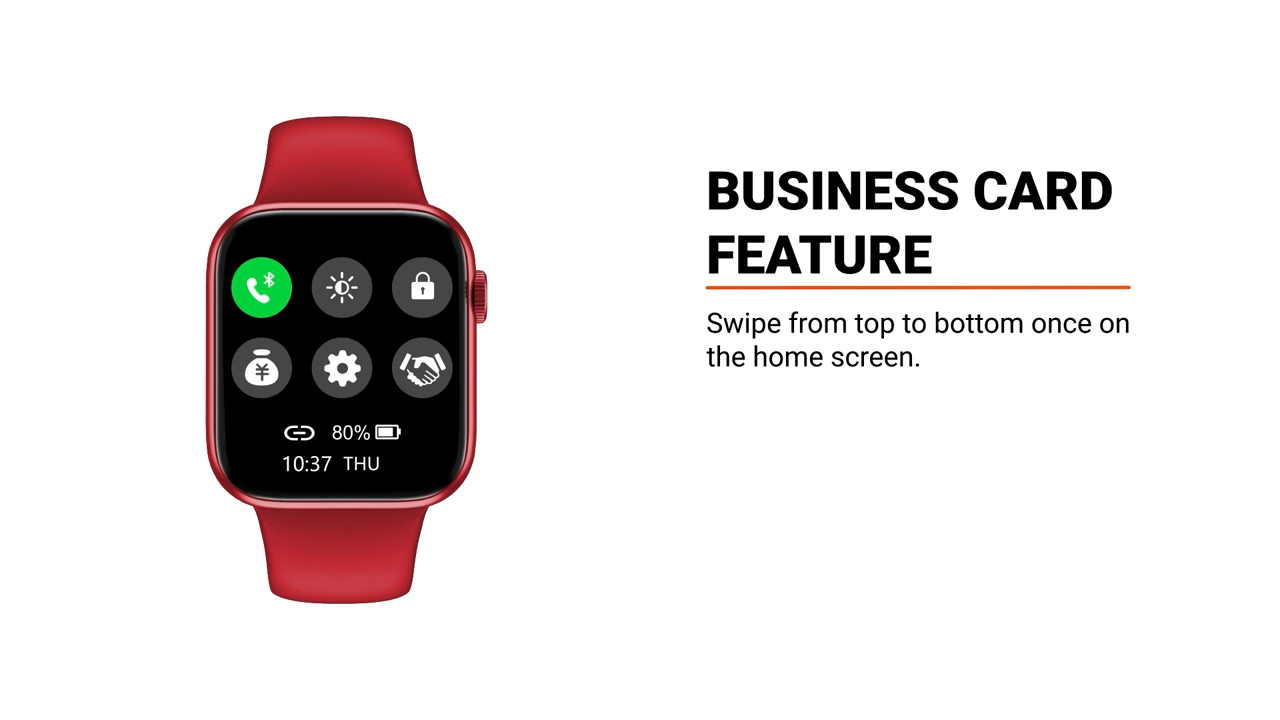 BUSINESS CARD
FEATURE
Swipe from top to bottom once on
the home screen.
¥
80%
10:37 THU